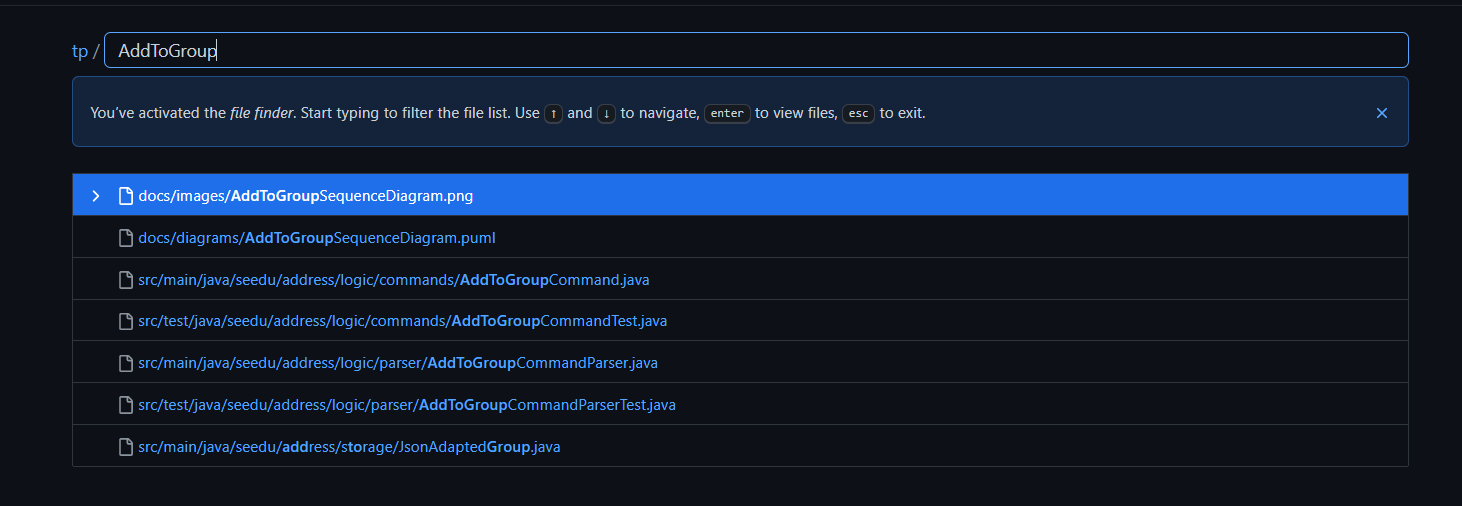 tp / AddToGroup
You’ve activated the file finder. Start typing to filter the file list. Use ↑ and ↓ to navigate, enter to view files, esc to exit.
docs/images/AddToGroupSequenceDiagram.png
docs/diagrams/AddToGroupSequenceDiagram.puml
src/main/java/seedu/address/logic/commands/AddToGroupCommand.java
src/test/java/seedu/address/logic/commands/AddToGroupCommandTest.java
src/main/java/seedu/address/logic/parser/AddToGroupCommandParser.java
src/test/java/seedu/address/logic/parser/AddToGroupCommandParserTest.java
src/main/java/seedu/address/storage/JsonAdaptedGroup.java